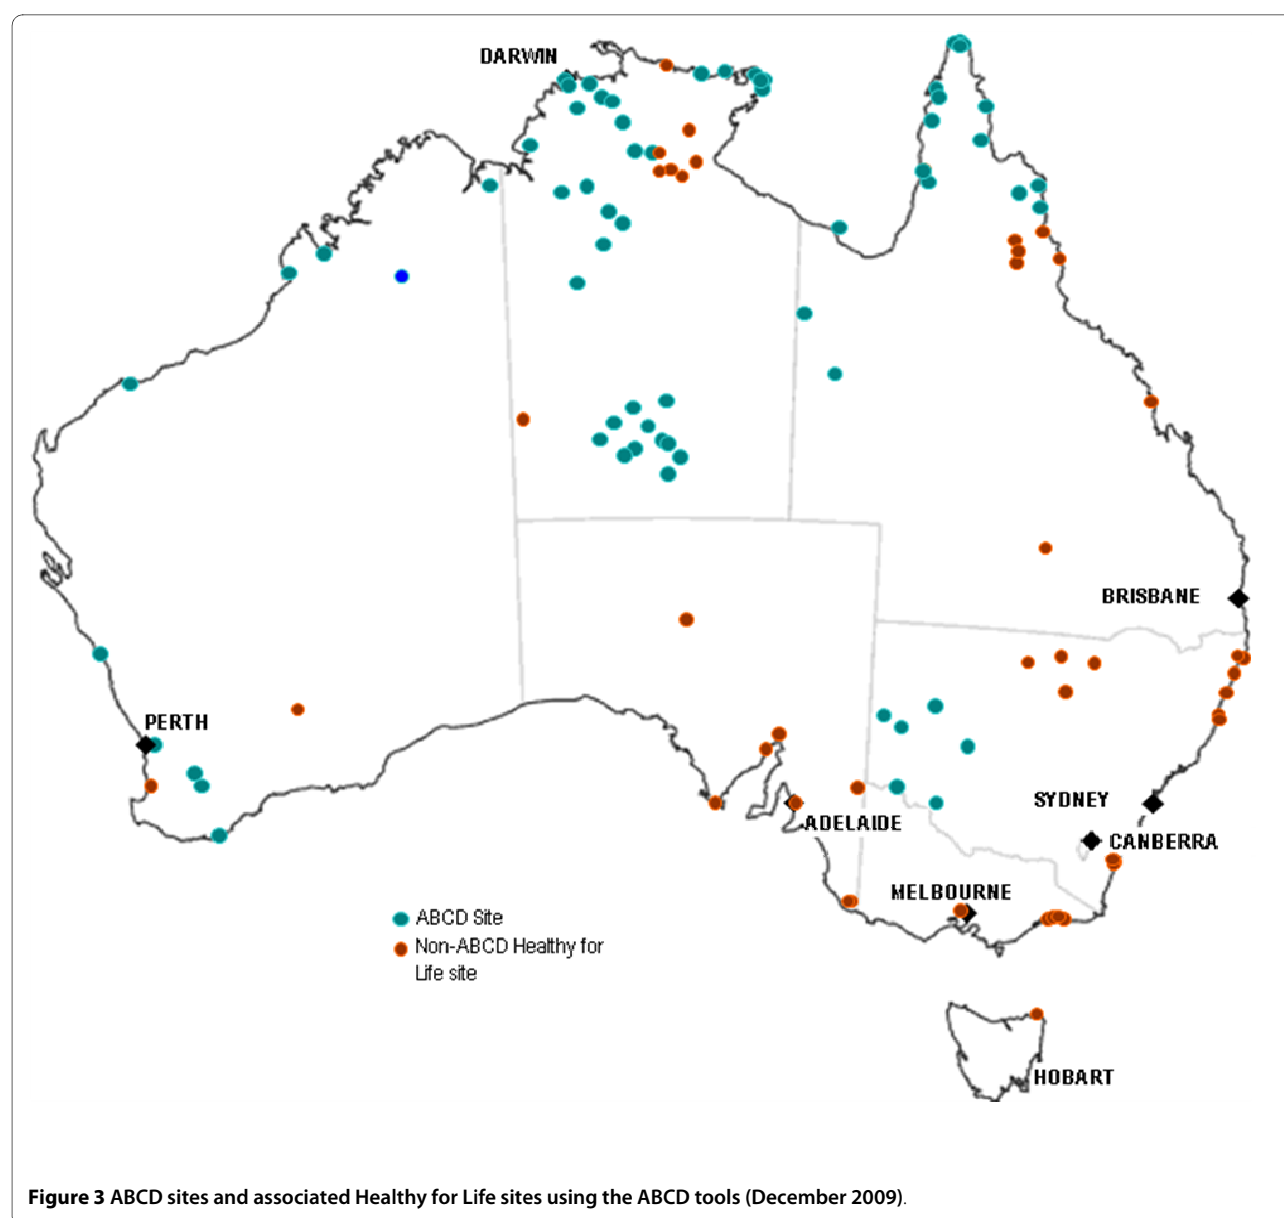 DARWIN
BRISBANE
PERTH
SYDNEY
ADELAIDE
CANBERRA
MELBOURNE
ABCD Site
Non-ABCD Healthy for
Life site
HOBART
Figure 3 ABCD sites and associated Healthy for Life sites using the ABCD tools (December 2009).